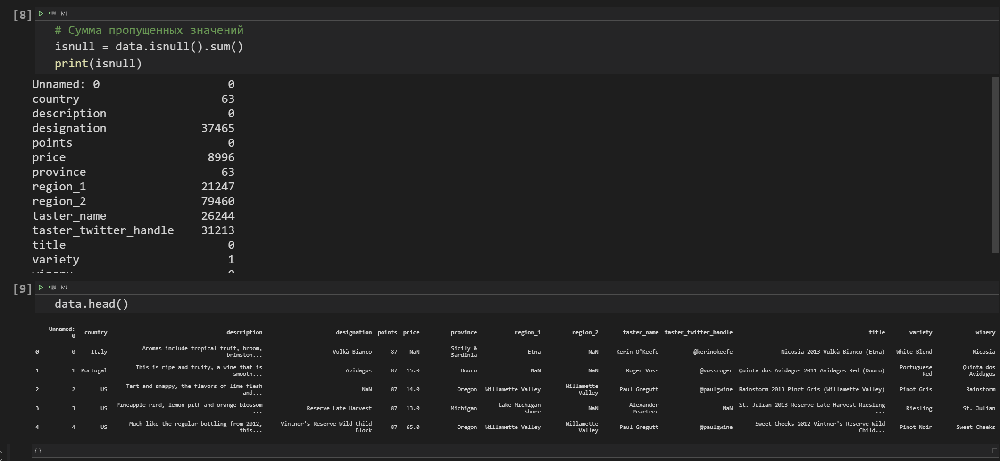 [8] M↓
# Сумма пропущенных значений
isnull = data.isnull().sum()
print(isnull)
Unnamed: 0 0
country 63
description 0
designation 37465
points 0
price 8996
province 63
region_1 21247
region_2 79460
taster_name 26244
taster_twitter_handle 31213
title 0
variety 1
winery 0
[9] M↓
data.head()
Unnamed: 0 country description designation points price province region_1 region_2 taster_name taster_twitter_handle title variety winery
0 0 Italy Aromas include tropical fruit, broom, brimston... Vulkà Bianco 87 NaN Sicily & Sardinia Etna NaN Kerin O’Keefe @kerinokeefe Nicosia 2013 Vulkà Bianco (Etna) White Blend Nicosia
1 1 Portugal This is ripe and fruity, a wine that is smooth... Avidagos 87 15.0 Douro NaN NaN Roger Voss @vossroger Quinta dos Avidagos 2011 Avidagos Red (Douro) Portuguese Red Quinta dos Avidagos
2 2 US Tart and snappy, the flavors of lime flesh and... NaN 87 14.0 Oregon Willamette Valley Willamette Valley Paul Gregutt @paulgwine Rainstorm 2013 Pinot Gris (Willamette Valley) Pinot Gris Rainstorm
3 3 US Pineapple rind, lemon pith and orange blossom ... Reserve Late Harvest 87 13.0 Michigan Lake Michigan Shore NaN Alexander Peartree NaN St. Julian 2013 Reserve Late Harvest Riesling ... Riesling St. Julian
4 4 US Much like the regular bottling from 2012, this... Vintner's Reserve Wild Child Block 87 65.0 Oregon Willamette Valley Willamette Valley Paul Gregutt @paulgwine Sweet Cheeks 2012 Vintner's Reserve Wild Child... Pinot Noir Sweet Cheeks
{}